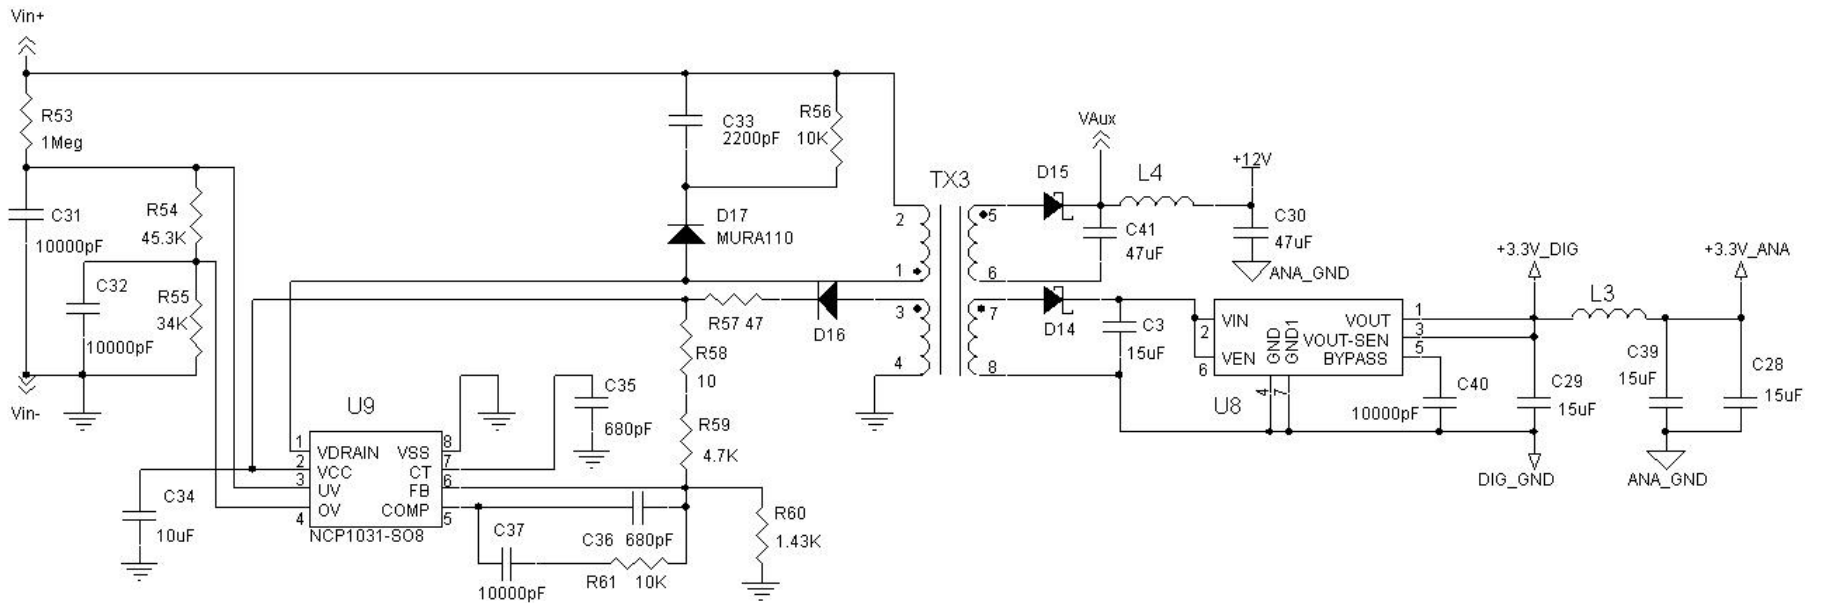 Vin+
R53
1Meg
C31
10000pF
R54
45.3K
C32
10000pF
R55
34K
Vin-
C33
2200pF
R56
10K
D17
MURA110
R57 47
D16
R58
10
R59
4.7K
U9
1
2
3
4
VDRAIN
VCC
UV
OV
VSS
CT
FB
COMP
8
7
6
5
NCP1031-SO8
C34
10uF
C35
680pF
C37
10000pF
C36 680pF
R61 10K
R60
1.43K
TX3
2
1
3
4
5
6
7
8
D15
VAux
L4
+12V
C41
47uF
C30
47uF
ANA_GND
D14
C3
15uF
2
6
VIN
VEN
GND
GND1
VOUT
VOUT-SEN
BYPASS
1
3
5
4
7
U8
C40
10000pF
+3.3V_DIG
C29
15uF
DIG_GND
L3
+3.3V_ANA
C39
15uF
C28
15uF
ANA_GND